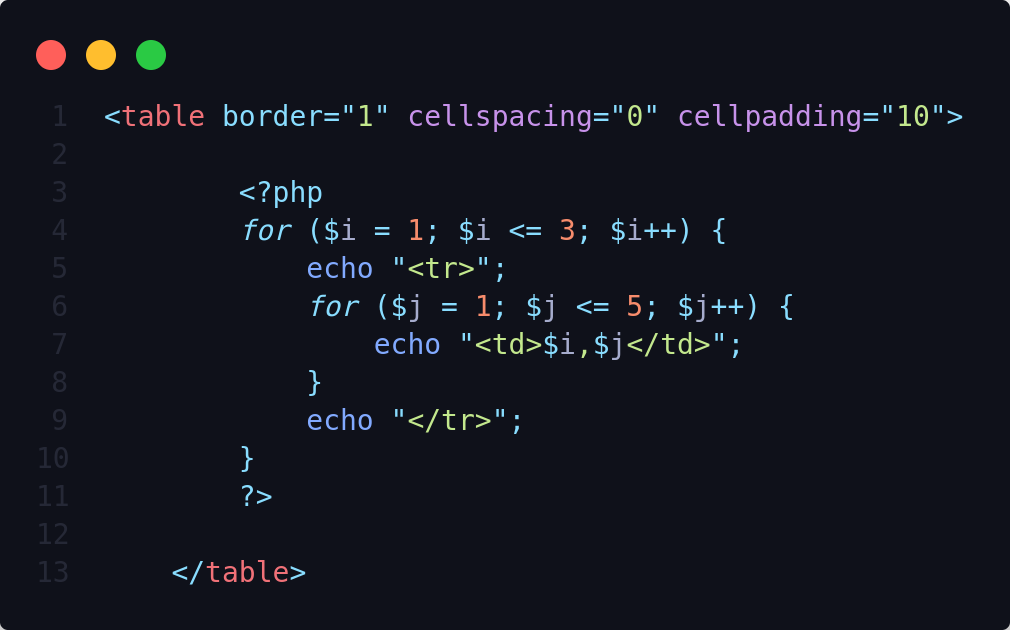 1 <table border="1" cellspacing="0" cellpadding="10">
2
3         <?php
4         for ($i = 1; $i <= 3; $i++) {
5             echo "<tr>";
6             for ($j = 1; $j <= 5; $j++) {
7                 echo "<td>$i,$j</td>";
8             }
9             echo "</tr>";
10         }
11         ?>
12
13     </table>